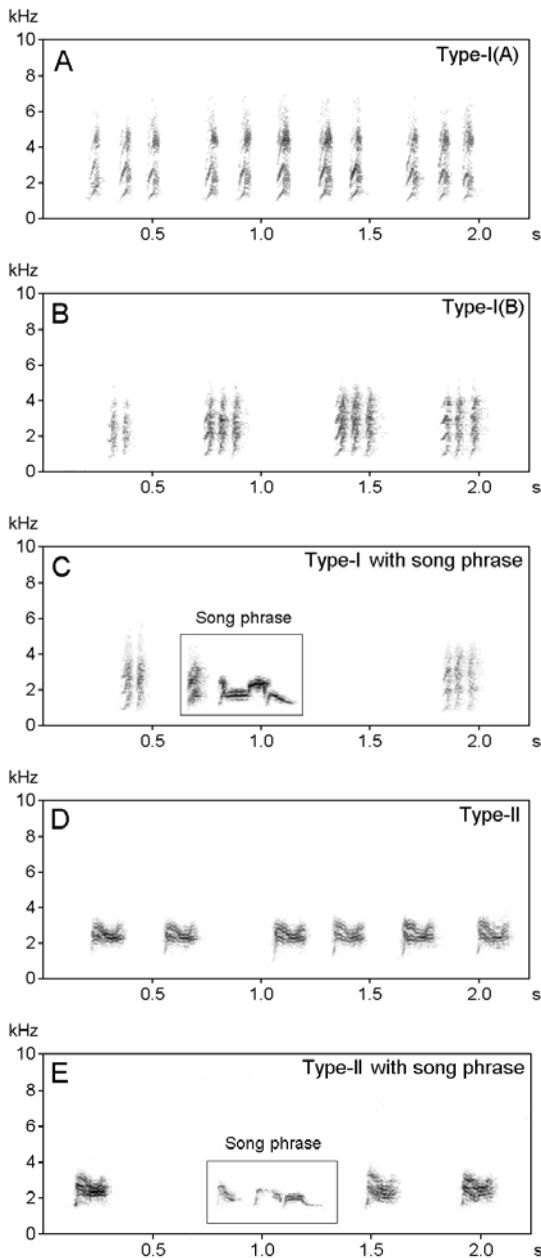 kHz
A Type-I(A)
10
8
6
4
2
0
0.5 1.0 1.5 2.0 s
kHz
B Type-I(B)
10
8
6
4
2
0
0.5 1.0 1.5 2.0 s
kHz
C Type-I with song phrase
10
8
Song phrase
6
4
2
0
0.5 1.0 1.5 2.0 s
kHz
D Type-II
10
8
6
4
2
0
0.5 1.0 1.5 2.0 s
kHz
E Type-II with song phrase
10
8
6
Song phrase
4
2
0
0.5 1.0 1.5 2.0 s